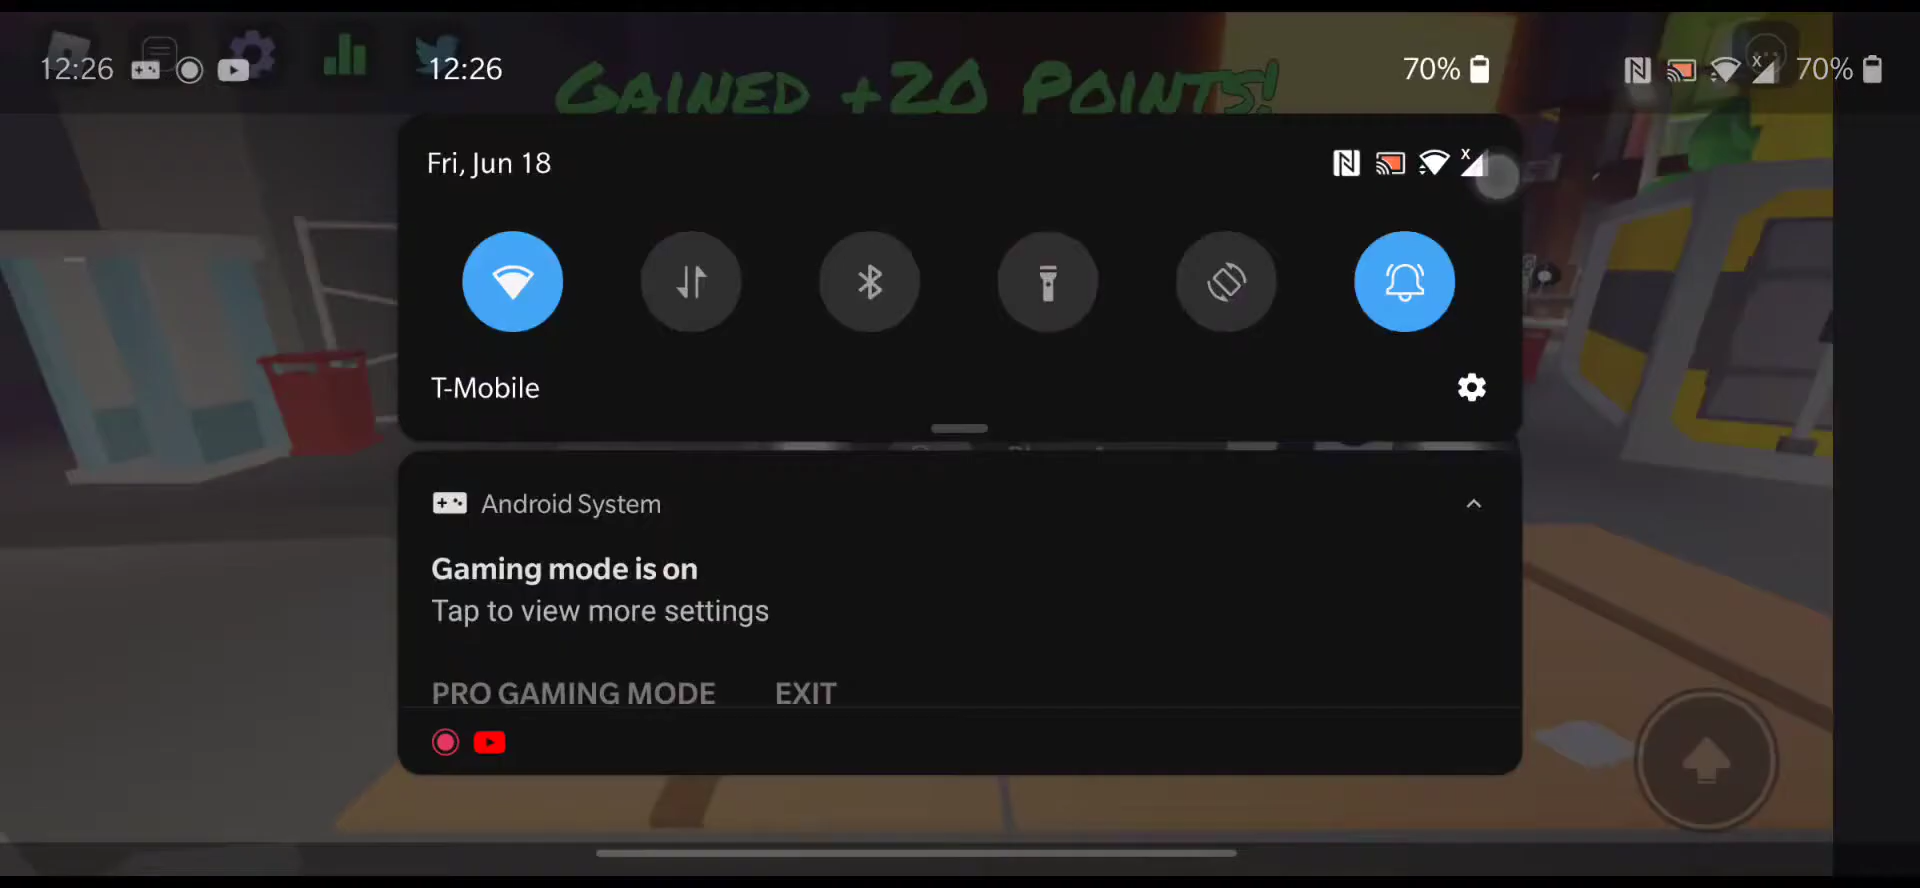 12:26
12:26
70%
70%
GAINED +20 POINTS!
Fri, Jun 18
T-Mobile
Android System
Gaming mode is on
Tap to view more settings
PRO GAMING MODE EXIT